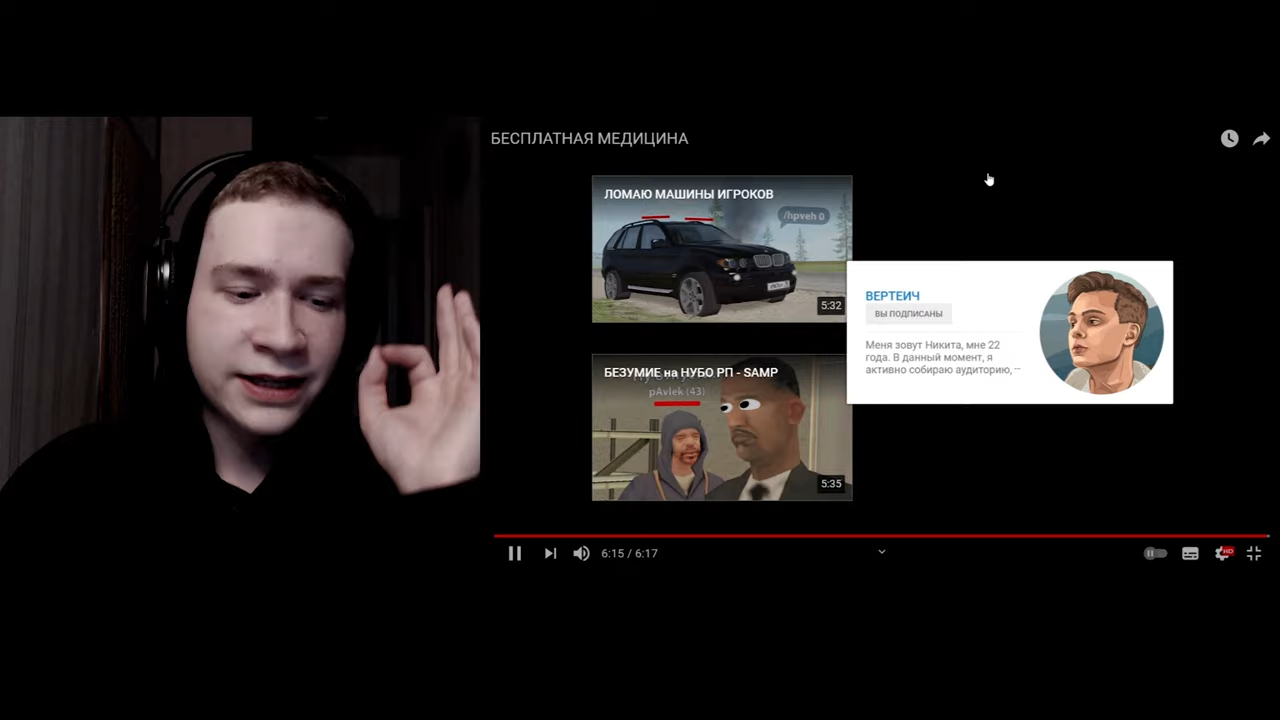 БЕСПЛАТНАЯ МЕДИЦИНА
ЛОМАЮ МАШИНЫ ИГРОКОВ
/hpveh 0
5:32
ВЕРТЕИЧ
ВЫ ПОДПИСАНЫ
Меня зовут Никита, мне 22
года. В данный момент, я
активно собираю аудиторию, ...
БЕЗУМИЕ на НУБО РП - SAMP
pAvlek (43)
5:35
6:15 / 6:17
HD